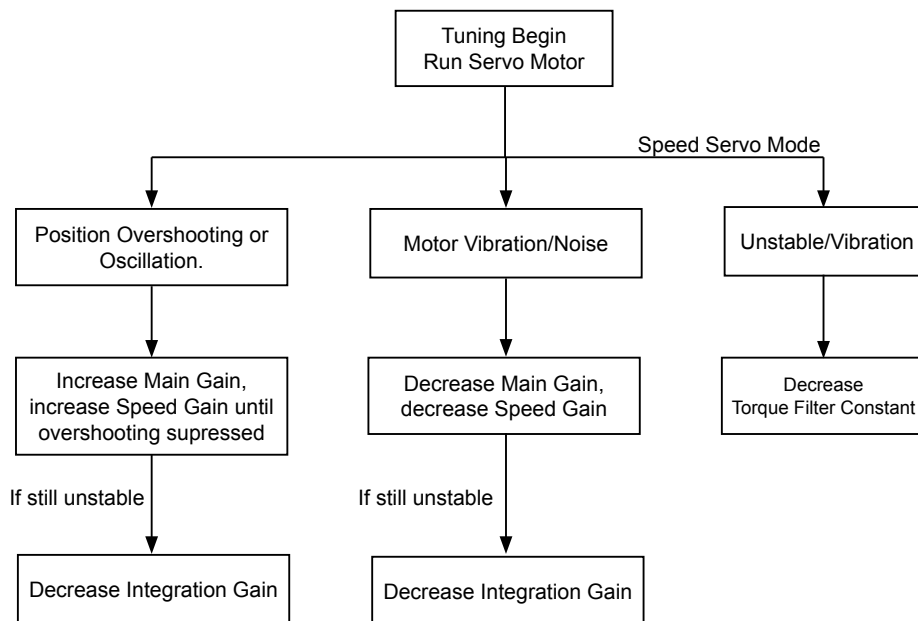 Tuning Begin
Run Servo Motor
Speed Servo Mode
Position Overshooting or
Oscillation.
Motor Vibration/Noise
Unstable/Vibration
Increase Main Gain,
increase Speed Gain until
overshooting supressed
Decrease Main Gain,
decrease Speed Gain
Decrease
Torque Filter Constant
If still unstable
If still unstable
Decrease Integration Gain
Decrease Integration Gain